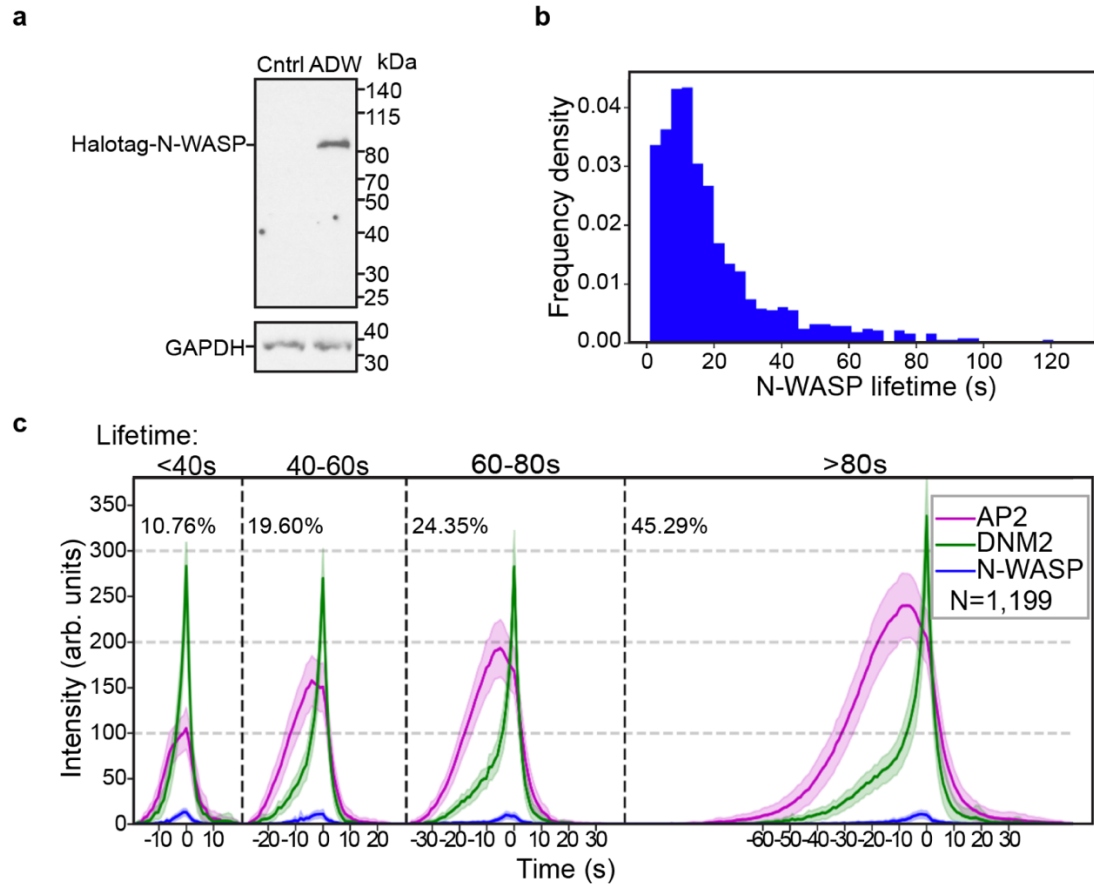 a
Cntrl ADW kDa
140
115
Halotag-N-WASP
80
70
50
40
30
25
GAPDH
40
30
b
Frequency density
0.04
0.03
0.02
0.01
0.00
0 20 40 60 80 100 120
N-WASP lifetime (s)
c
Lifetime:
<40s 40-60s 60-80s >80s
10.76% 19.60% 24.35% 45.29%
AP2
DNM2
N-WASP
N=1,199
Intensity (arb. units)
350
300
250
200
150
100
50
0
-10 0 10 -20 -10 0 10 20 -30 -20 -10 0 10 20 30 -60 -50 -40 -30 -20 -10 0 10 20 30
Time (s)